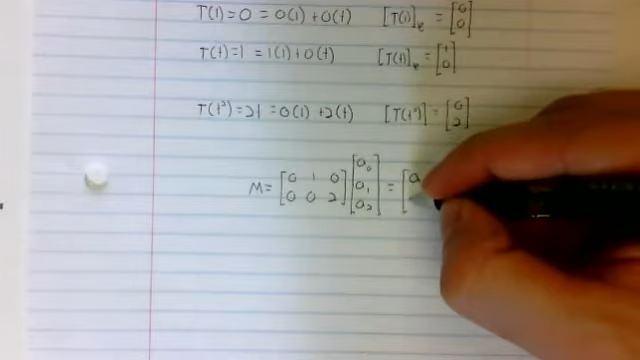 T(1) = 0 = 0(1) + 0(t) [T(1)]_e = [0 0]
T(t) = 1 = 1(1) + 0(t) [T(t)]_e = [1 0]
T(t²) = 2t = 0(1) + 2(t) [T(t²)] = [0 2]
M = [0 1 0 0 0 2] [a₀ a₁ a₂] = [a